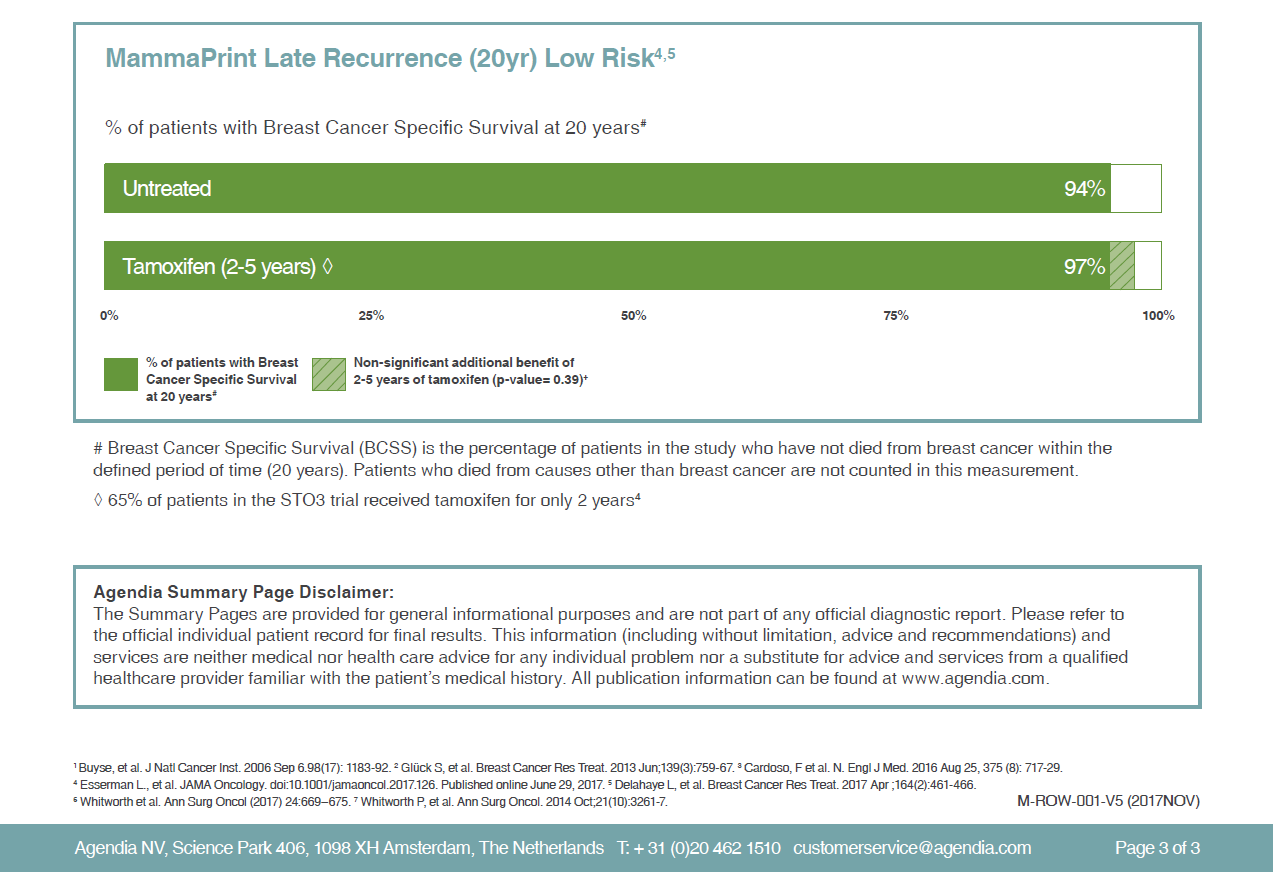 MammaPrint Late Recurrence (20yr) Low Risk⁴,⁵
% of patients with Breast Cancer Specific Survival at 20 years#
Untreated 94%
Tamoxifen (2-5 years) ◊ 97%
0% 25% 50% 75% 100%
% of patients with Breast
Cancer Specific Survival
at 20 years#
Non-significant additional benefit of
2-5 years of tamoxifen (p-value= 0.39)⁺
# Breast Cancer Specific Survival (BCSS) is the percentage of patients in the study who have not died from breast cancer within the
defined period of time (20 years). Patients who died from causes other than breast cancer are not counted in this measurement.
◊ 65% of patients in the STO3 trial received tamoxifen for only 2 years⁴
Agendia Summary Page Disclaimer:
The Summary Pages are provided for general informational purposes and are not part of any official diagnostic report. Please refer to
the official individual patient record for final results. This information (including without limitation, advice and recommendations) and
services are neither medical nor health care advice for any individual problem nor a substitute for advice and services from a qualified
healthcare provider familiar with the patient's medical history. All publication information can be found at www.agendia.com.
¹ Buyse, et al. J Natl Cancer Inst. 2006 Sep 6.98(17): 1183-92. ² Glück S, et al. Breast Cancer Res Treat. 2013 Jun;139(3):759-67. ³ Cardoso, F et al. N. Engl J Med. 2016 Aug 25, 375 (8): 717-29.
⁴ Esserman L., et al. JAMA Oncology. doi:10.1001/jamaoncol.2017.126. Published online June 29, 2017. ⁵ Delahaye L, et al. Breast Cancer Res Treat. 2017 Apr ;164(2):461-466.
⁶ Whitworth et al. Ann Surg Oncol (2017) 24:669–675. ⁷ Whitworth P, et al. Ann Surg Oncol. 2014 Oct;21(10):3261-7.
M-ROW-001-V5 (2017NOV)
Agendia NV, Science Park 406, 1098 XH Amsterdam, The Netherlands T: + 31 (0)20 462 1510 customerservice@agendia.com Page 3 of 3